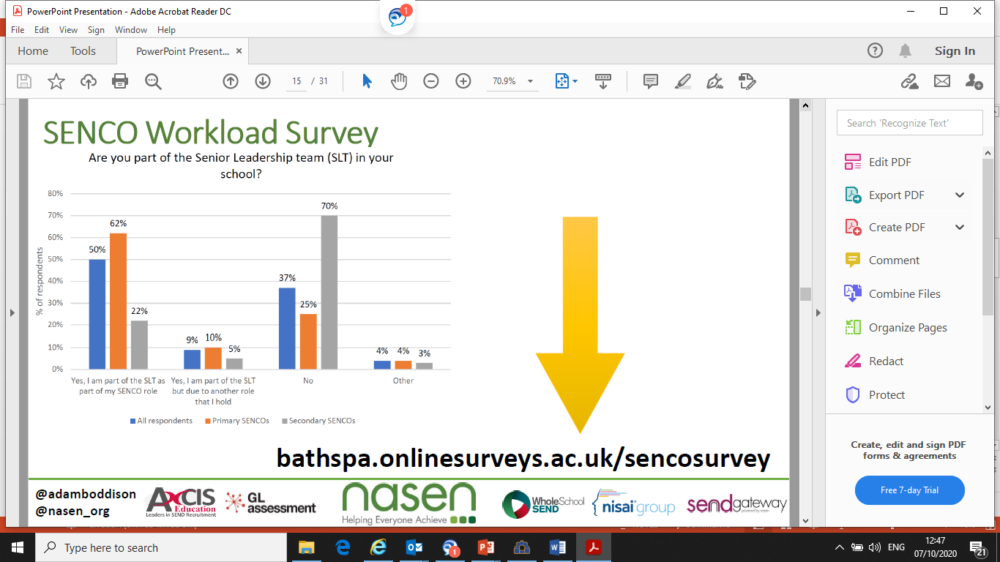 PowerPoint Presentation - Adobe Acrobat Reader DC
1
File Edit View Sign Window Help
Home Tools PowerPoint Present... × Sign In
15 / 31 70.9%
SENCO Workload Survey
Are you part of the Senior Leadership team (SLT) in your
school?
% of respondents
80%
70%
60%
50%
40%
30%
20%
10%
0%
50% 62% 22%
9% 10% 5%
37% 25% 70%
4% 4% 3%
Yes, I am part of the SLT as
part of my SENCO role
Yes, I am part of the SLT
but due to another role
that I hold
No
Other
All respondents Primary SENCOs Secondary SENCOs
bathspa.onlinesurveys.ac.uk/sencosurvey
@adamboddison
@nasen_org
AXCIS
Education
Leaders in SEND Recruitment
GL
assessment
nasen
Helping Everyone Achieve
WholeSchool
SEND
nisai group
sendgateway
powered by nasen
Search 'Recognize Text'
Edit PDF
Export PDF
Create PDF
Comment
Combine Files
Organize Pages
Redact
Protect
Create, edit and sign PDF
forms & agreements
Free 7-day Trial
Type here to search
1
ENG
12:47
07/10/2020
21